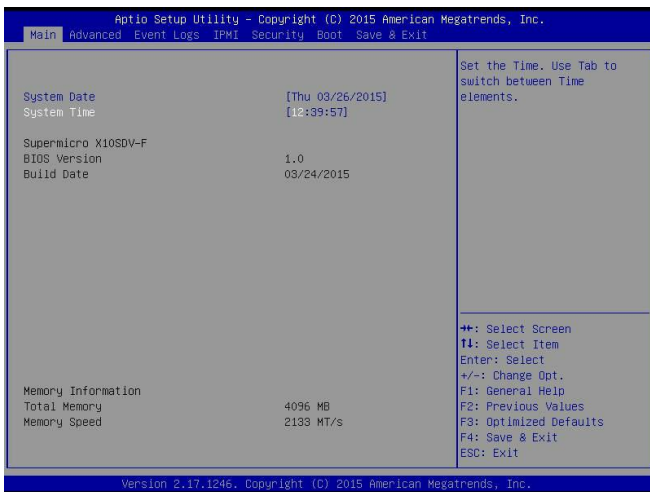 Aptio Setup Utility – Copyright (C) 2015 American Megatrends, Inc.
Main Advanced Event Logs IPMI Security Boot Save & Exit
System Date [Thu 03/26/2015]
System Time [12:39:57]
Supermicro X10SDV-F
BIOS Version 1.0
Build Date 03/24/2015
Memory Information
Total Memory 4096 MB
Memory Speed 2133 MT/s
Set the Time. Use Tab to
switch between Time
elements.
→←: Select Screen
↑↓: Select Item
Enter: Select
+/-: Change Opt.
F1: General Help
F2: Previous Values
F3: Optimized Defaults
F4: Save & Exit
ESC: Exit
Version 2.17.1246. Copyright (C) 2015 American Megatrends, Inc.